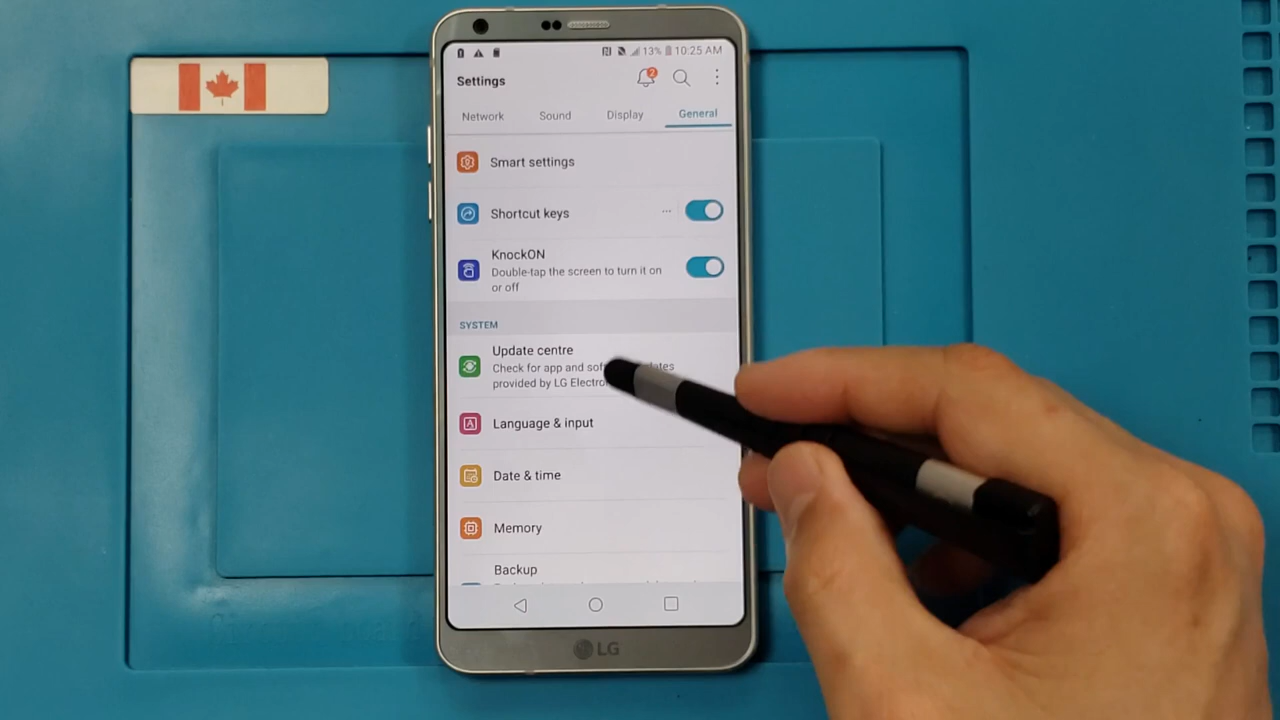 13% 10:25 AM
Settings
2
Network Sound Display General
Smart settings
Shortcut keys ...
KnockON
Double-tap the screen to turn it on
or off
SYSTEM
Update centre
Check for app and
provided by LG
Language & input
Date & time
Memory
Backup
LG